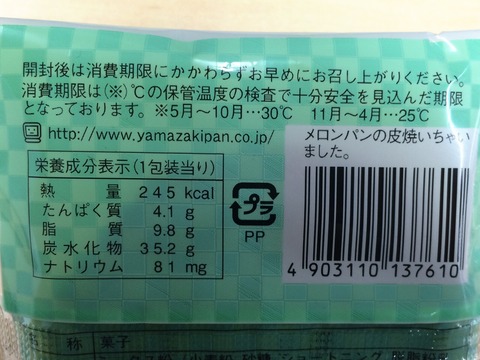 開封後は消費期限にかかわらずお早めにお召し上がりください。
消費期限は(※)℃の保管温度の検査で十分安全を見込んだ期限
となっております。※5月～10月…30℃ 11月～4月…25℃
http://www.yamazakipan.co.jp/
メロンパンの皮焼いちゃい
ました。
栄養成分表示(1包装当り)
熱量 245 kcal
たんぱく質 4.1 g
脂質 9.8 g
炭水化物 35.2 g
ナトリウム 81 mg
プラ
PP
4 903110 137610
名称 菓子